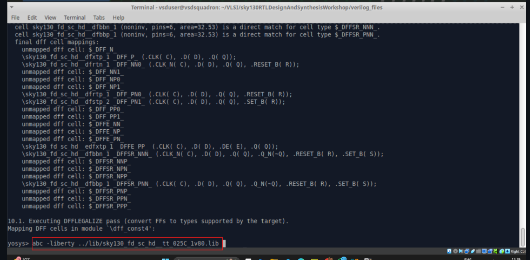 Terminal - vsduser@vsdsquadron: ~/VLSI/sky130RTLDesignAndSynthesisWorkshop/verilog_files
File Edit View Terminal Tabs Help
cell sky130_fd_sc_hd__dfbbn_1 (noninv, pins=6, area=32.53) is a direct match for cell type $_DFFSR_NNN_.
cell sky130_fd_sc_hd__dfbbp_1 (noninv, pins=6, area=32.53) is a direct match for cell type $_DFFSR_PNN_.
final dff cell mappings:
unmapped dff cell: $_DFF_N_
\sky130_fd_sc_hd__dfxtp_1 _DFF_P_ (.CLK( C), .D( D), .Q( Q));
\sky130_fd_sc_hd__dfrtn_1 _DFF_NN0_ (.CLK_N( C), .D( D), .Q( Q), .RESET_B( R));
unmapped dff cell: $_DFF_NN1_
unmapped dff cell: $_DFF_NP0_
unmapped dff cell: $_DFF_NP1_
\sky130_fd_sc_hd__dfrtp_1 _DFF_PN0_ (.CLK( C), .D( D), .Q( Q), .RESET_B( R));
\sky130_fd_sc_hd__dfstp_2 _DFF_PN1_ (.CLK( C), .D( D), .Q( Q), .SET_B( R));
unmapped dff cell: $_DFF_PP0_
unmapped dff cell: $_DFF_PP1_
unmapped dff cell: $_DFFE_NN_
unmapped dff cell: $_DFFE_NP_
unmapped dff cell: $_DFFE_PN_
\sky130_fd_sc_hd__edfxtp_1 _DFFE_PP_ (.CLK( C), .D( D), .DE( E), .Q( Q));
\sky130_fd_sc_hd__dfbbn_1 _DFFSR_NNN_ (.CLK_N( C), .D( D), .Q( Q), .Q_N(~Q), .RESET_B( R), .SET_B( S));
unmapped dff cell: $_DFFSR_NNP_
unmapped dff cell: $_DFFSR_NPN_
unmapped dff cell: $_DFFSR_NPP_
\sky130_fd_sc_hd__dfbbp_1 _DFFSR_PNN_ (.CLK( C), .D( D), .Q( Q), .Q_N(~Q), .RESET_B( R), .SET_B( S));
unmapped dff cell: $_DFFSR_PNP_
unmapped dff cell: $_DFFSR_PPN_
unmapped dff cell: $_DFFSR_PPP_
10.1. Executing DFFLEGALIZE pass (convert FFs to types supported by the target).
Mapping DFF cells in module `\dff_const4':
yosys> abc -liberty ../lib/sky130_fd_sc_hd__tt_025C_1v80.lib